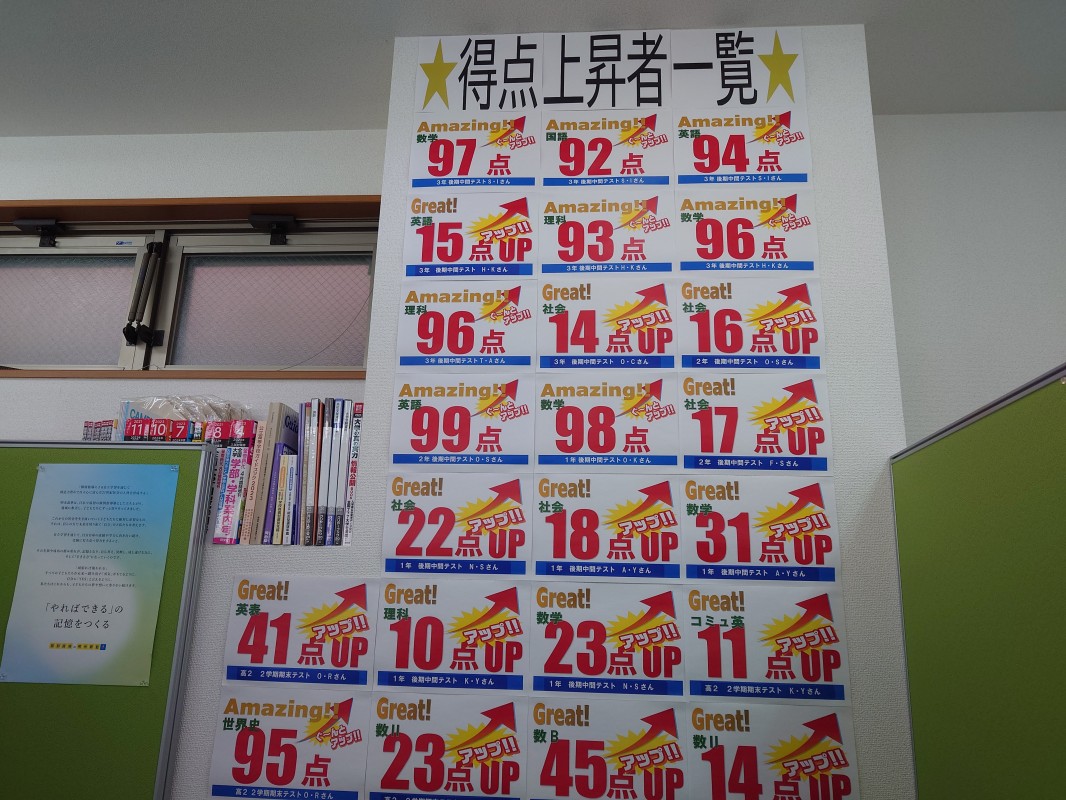 ★得点上昇者一覧★
Amazing!!
数学
ぐーんとアップ!!
97点
3年 後期中間テストS・Iさん
Amazing!!
国語
ぐーんとアップ!!
92点
3年 後期中間テストS・Iさん
Amazing!!
英語
ぐーんとアップ!!
94点
3年 後期中間テストS・Iさん
Great!
英語
アップ!!
15点UP
3年 後期中間テスト H・Kさん
Amazing!!
理科
ぐーんとアップ!!
93点
3年 後期中間テストH・Kさん
Amazing!!
数学
ぐーんとアップ!!
96点
3年 後期中間テストH・Kさん
Amazing!!
理科
ぐーんとアップ!!
96点
3年 後期中間テストT・Aさん
Great!
社会
アップ!!
14点UP
3年 後期中間テスト O・Cさん
Great!
社会
アップ!!
16点UP
2年 後期中間テスト O・Sさん
Amazing!!
英語
ぐーんとアップ!!
99点
2年 後期中間テストO・Sさん
Amazing!!
数学
ぐーんとアップ!!
98点
1年 後期中間テストO・Kさん
Great!
社会
アップ!!
17点UP
2年 後期中間テスト F・Sさん
Great!
社会
アップ!!
22点UP
1年 後期中間テスト N・Sさん
Great!
社会
アップ!!
18点UP
1年 後期中間テスト A・Yさん
Great!
数学
アップ!!
31点UP
1年 後期中間テスト A・Yさん
Great!
英表
アップ!!
41点UP
高2 2学期期末テスト O・Rさん
Great!
理科
アップ!!
10点UP
1年 後期中間テスト K・Yさん
Great!
数学
アップ!!
23点UP
1年 後期中間テスト N・Sさん
Great!
コミュ英
アップ!!
11点UP
高2 2学期期末テスト K・Yさん
Amazing!!
世界史
ぐーんとアップ!!
95点
高2 2学期期末テストO・Rさん
Great!
数II
アップ!!
23点UP
Great!
数B
アップ!!
45点UP
Great!
数II
アップ!!
14点UP
11 10 7
8 4
学部・学科案内号
「やればできる」の
記憶をつくる